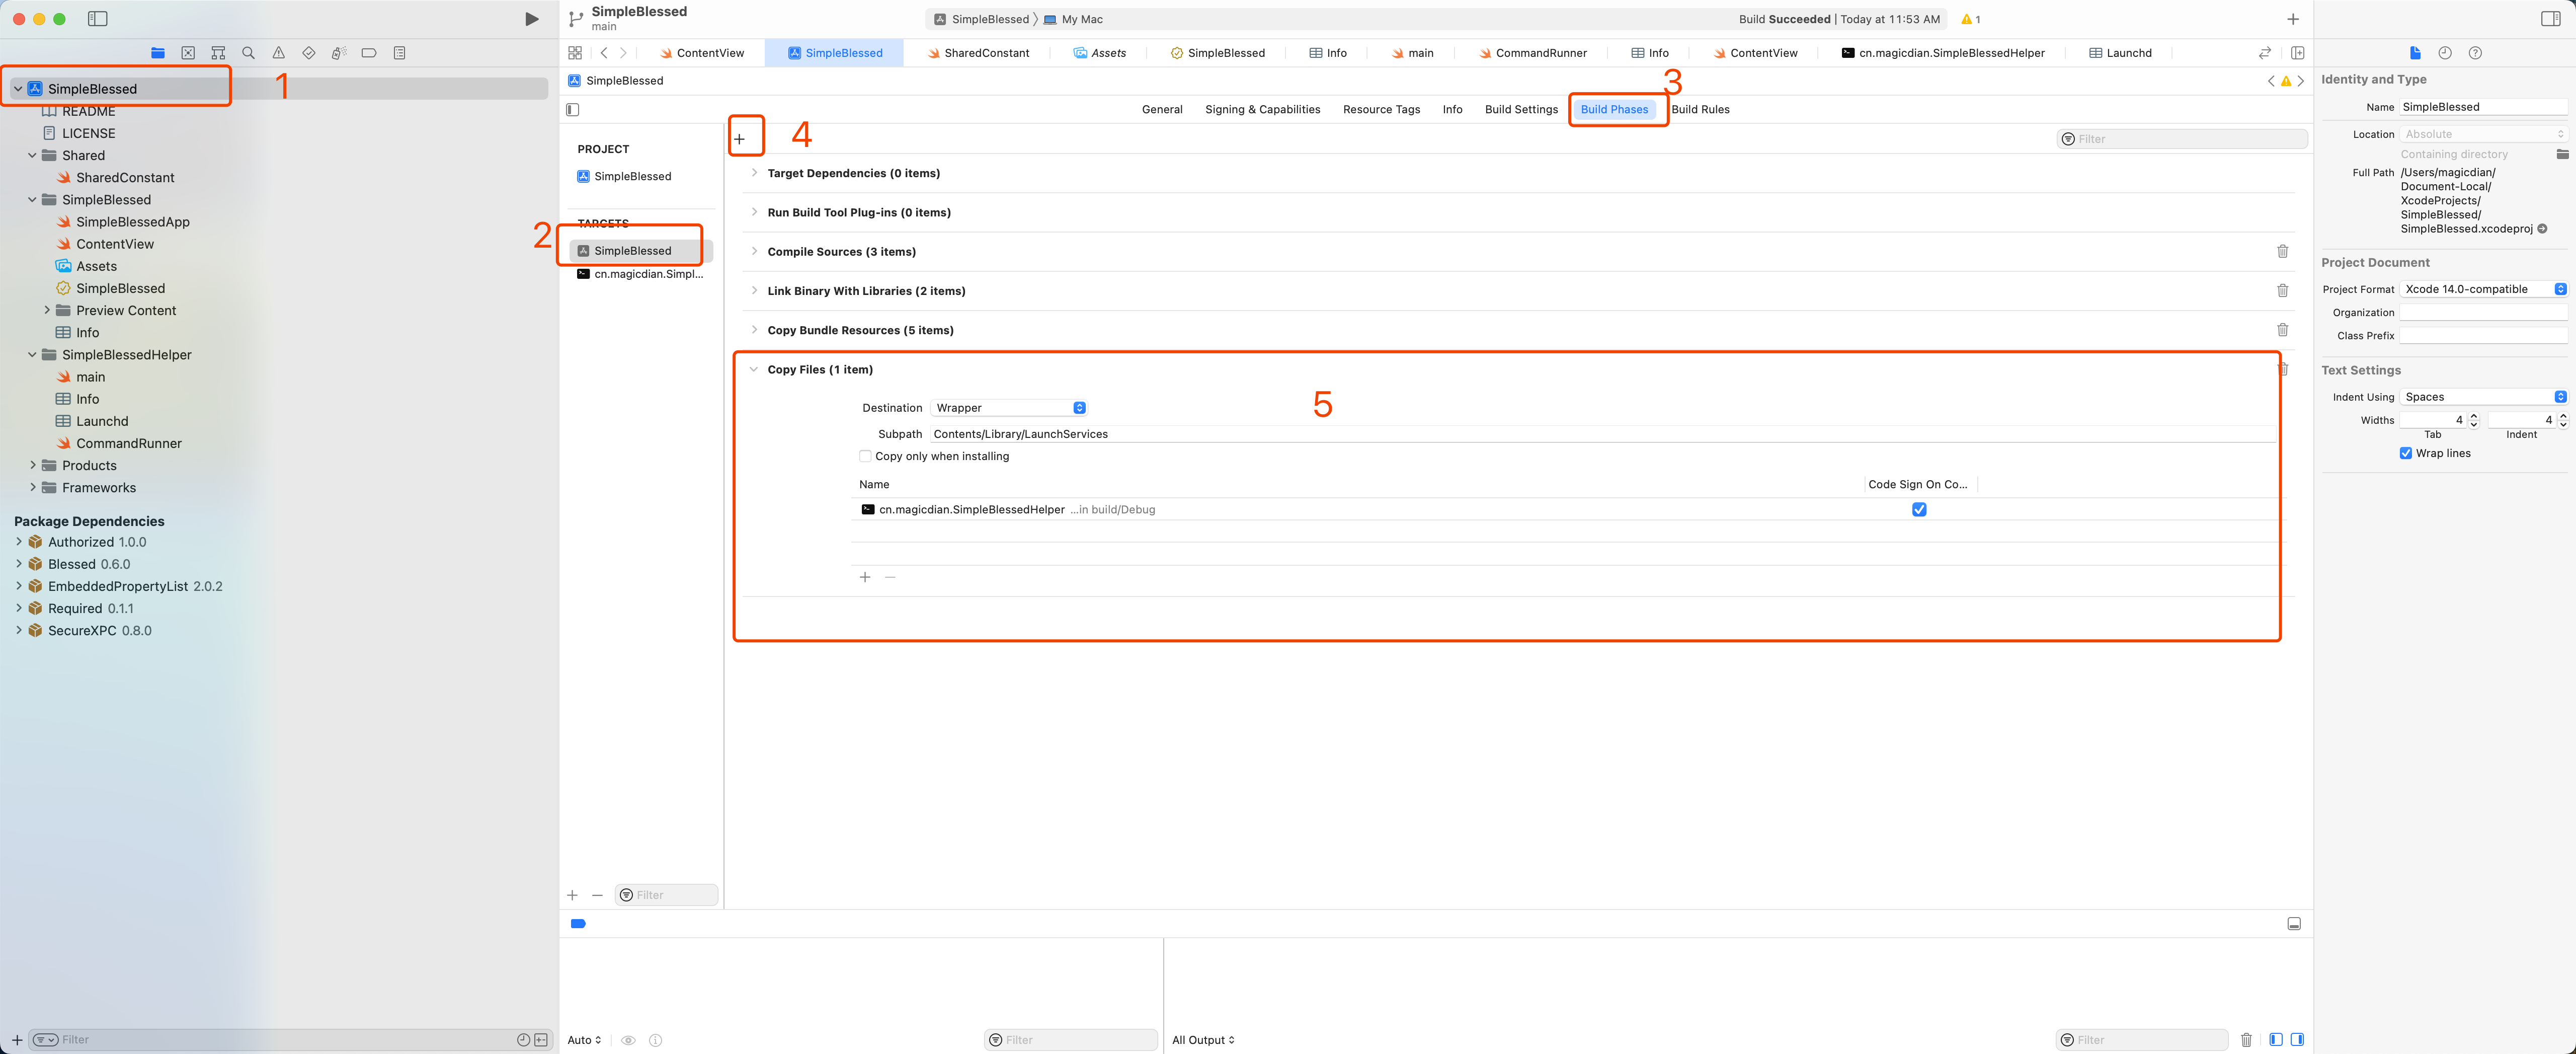 SimpleBlessed
main
SimpleBlessed 〉 My Mac
Build Succeeded | Today at 11:53 AM
1
ContentView
SimpleBlessed
SharedConstant
Assets
SimpleBlessed
Info
main
CommandRunner
Info
ContentView
cn.magicdian.SimpleBlessedHelper
Launchd
SimpleBlessed
1
README
LICENSE
Shared
SharedConstant
SimpleBlessed
SimpleBlessedApp
ContentView
Assets
SimpleBlessed
Preview Content
Info
SimpleBlessedHelper
main
Info
Launchd
CommandRunner
Products
Frameworks
Package Dependencies
Authorized 1.0.0
Blessed 0.6.0
EmbeddedPropertyList 2.0.2
Required 0.1.1
SecureXPC 0.8.0
Filter
SimpleBlessed
3
General
Signing & Capabilities
Resource Tags
Info
Build Settings
Build Phases
Build Rules
PROJECT
SimpleBlessed
TARGETS
2
SimpleBlessed
cn.magicdian.Simpl...
Filter
4
Filter
Target Dependencies (0 items)
Run Build Tool Plug-ins (0 items)
Compile Sources (3 items)
Link Binary With Libraries (2 items)
Copy Bundle Resources (5 items)
Copy Files (1 item)
5
Destination Wrapper
Subpath Contents/Library/LaunchServices
Copy only when installing
Name
Code Sign On Co...
cn.magicdian.SimpleBlessedHelper ...in build/Debug
Auto
Filter
All Output
Filter
Identity and Type
Name SimpleBlessed
Location Absolute
Containing directory
Full Path /Users/magicdian/
Document-Local/
XcodeProjects/
SimpleBlessed/
SimpleBlessed.xcodeproj
Project Document
Project Format Xcode 14.0-compatible
Organization
Class Prefix
Text Settings
Indent Using Spaces
Widths 4 4
Tab Indent
Wrap lines